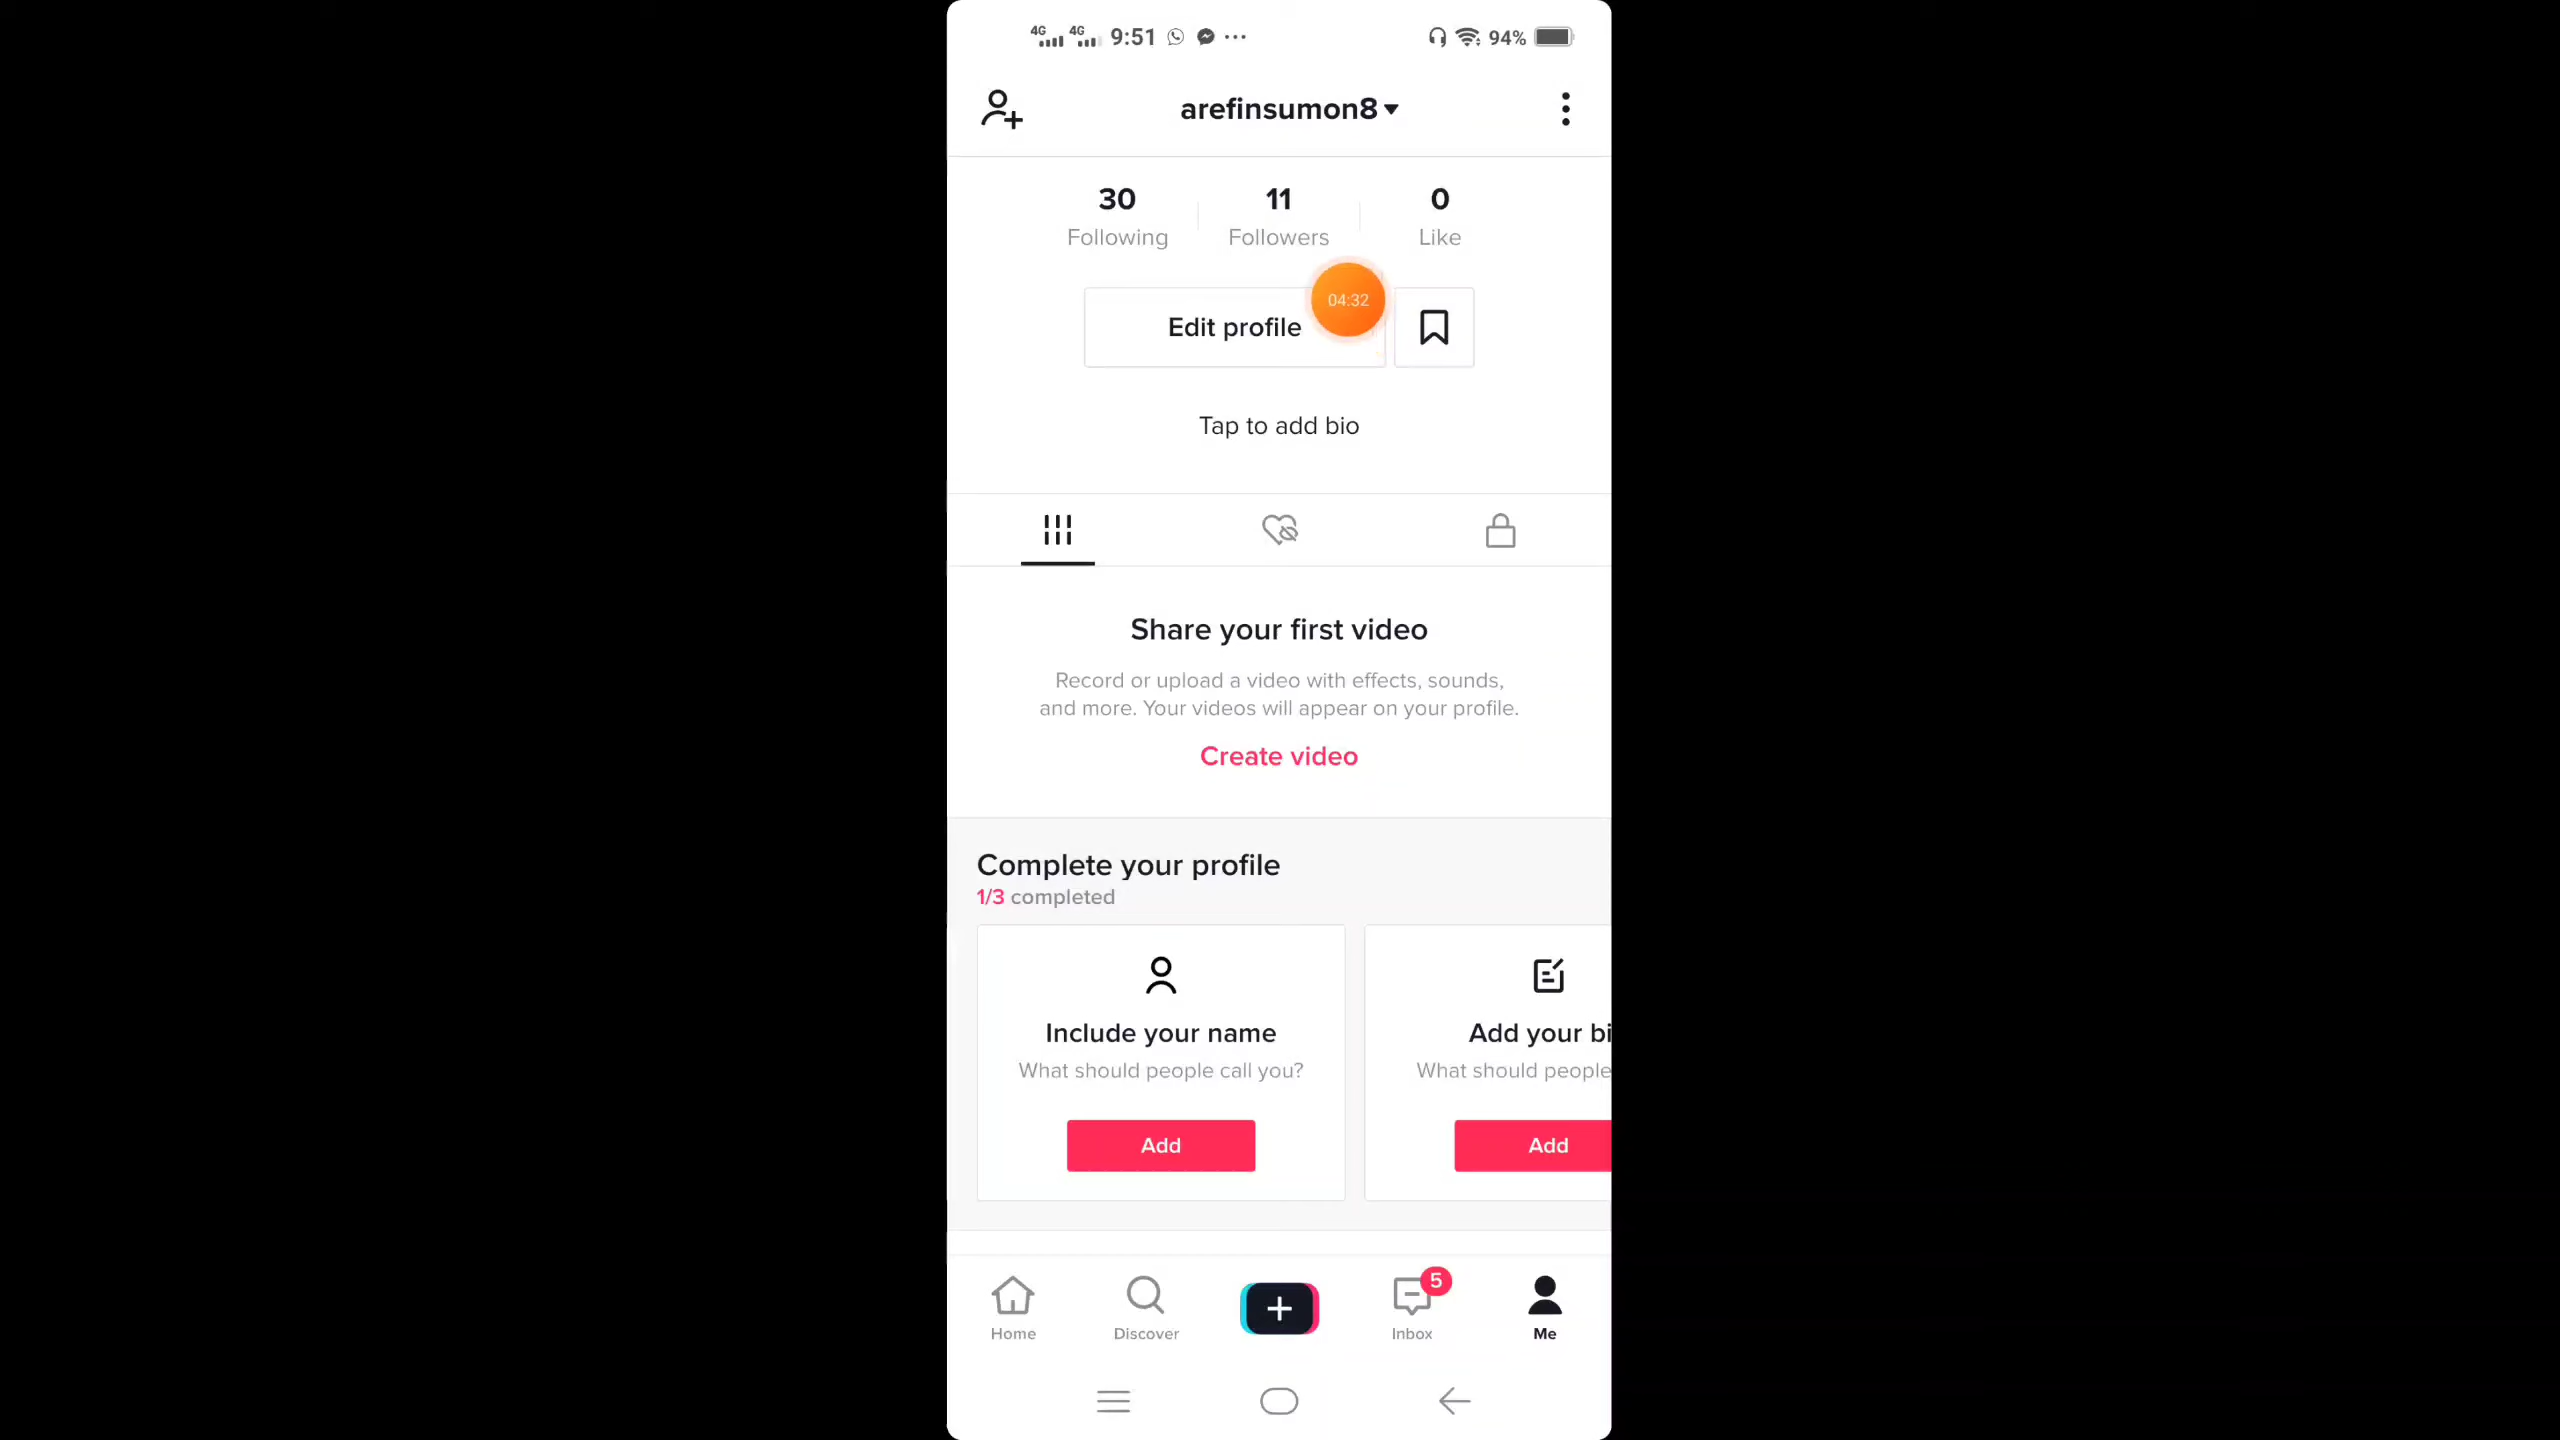 4G 4G 9:51 94%
arefinsumon8
30 11 0
Following Followers Like
04:32
Edit profile
Tap to add bio
Share your first video
Record or upload a video with effects, sounds,
and more. Your videos will appear on your profile.
Create video
Complete your profile
1/3 completed
Include your name Add your bi
What should people call you? What should people
Add Add
5
Home Discover Inbox Me